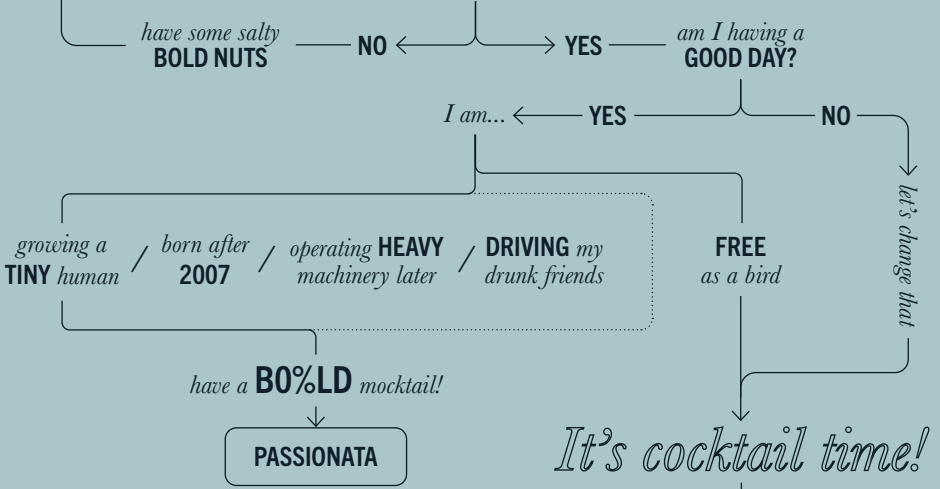 have some salty
BOLD NUTS
NO
YES
am I having a
GOOD DAY?
I am...
YES
NO
let's change that
growing a
TINY human
/
born after
2007
/
operating HEAVY
machinery later
/
DRIVING my
drunk friends
FREE
as a bird
have a BO%LD mocktail!
PASSIONATA
It's cocktail time!